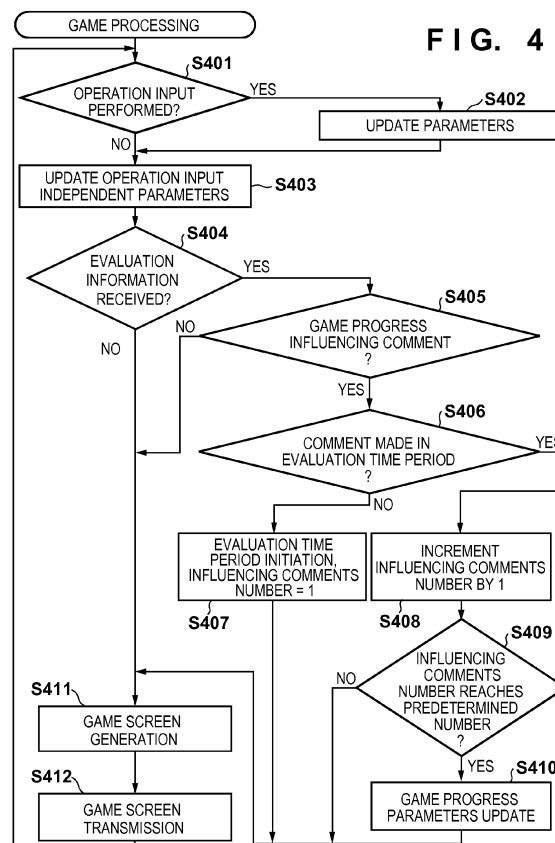 GAME PROCESSING
FIG. 4
S401
OPERATION INPUT
PERFORMED?
YES
S402
UPDATE PARAMETERS
NO
UPDATE OPERATION INPUT
INDEPENDENT PARAMETERS
S403
S404
EVALUATION
INFORMATION
RECEIVED?
YES
NO
S405
GAME PROGRESS
INFLUENCING COMMENT
?
NO
YES
S406
COMMENT MADE IN
EVALUATION TIME PERIOD
?
YES
NO
EVALUATION TIME
PERIOD INITIATION,
INFLUENCING COMMENTS
NUMBER = 1
S407
INCREMENT
INFLUENCING COMMENTS
NUMBER BY 1
S408
S409
INFLUENCING
COMMENTS
NUMBER REACHES
PREDETERMINED
NUMBER
?
NO
YES
S410
GAME PROGRESS
PARAMETERS UPDATE
S411
GAME SCREEN
GENERATION
S412
GAME SCREEN
TRANSMISSION